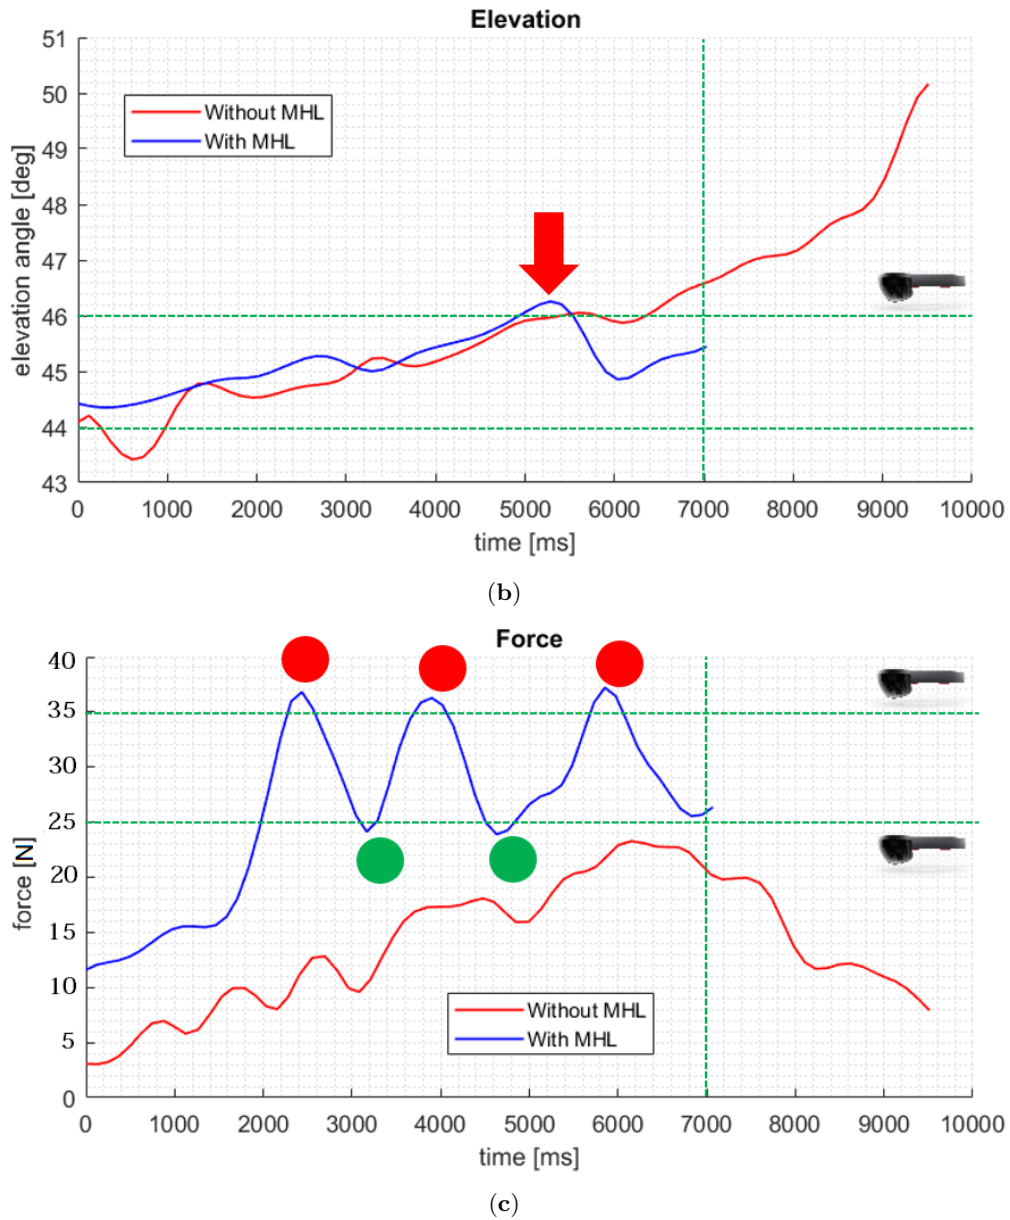 Elevation
51
50
49
48
47
46
45
44
43
elevation angle [deg]
Without MHL
With MHL
0 1000 2000 3000 4000 5000 6000 7000 8000 9000 10000
time [ms]
(b)
Force
40
35
30
25
20
15
10
5
0
force [N]
Without MHL
With MHL
0 1000 2000 3000 4000 5000 6000 7000 8000 9000 10000
time [ms]
(c)